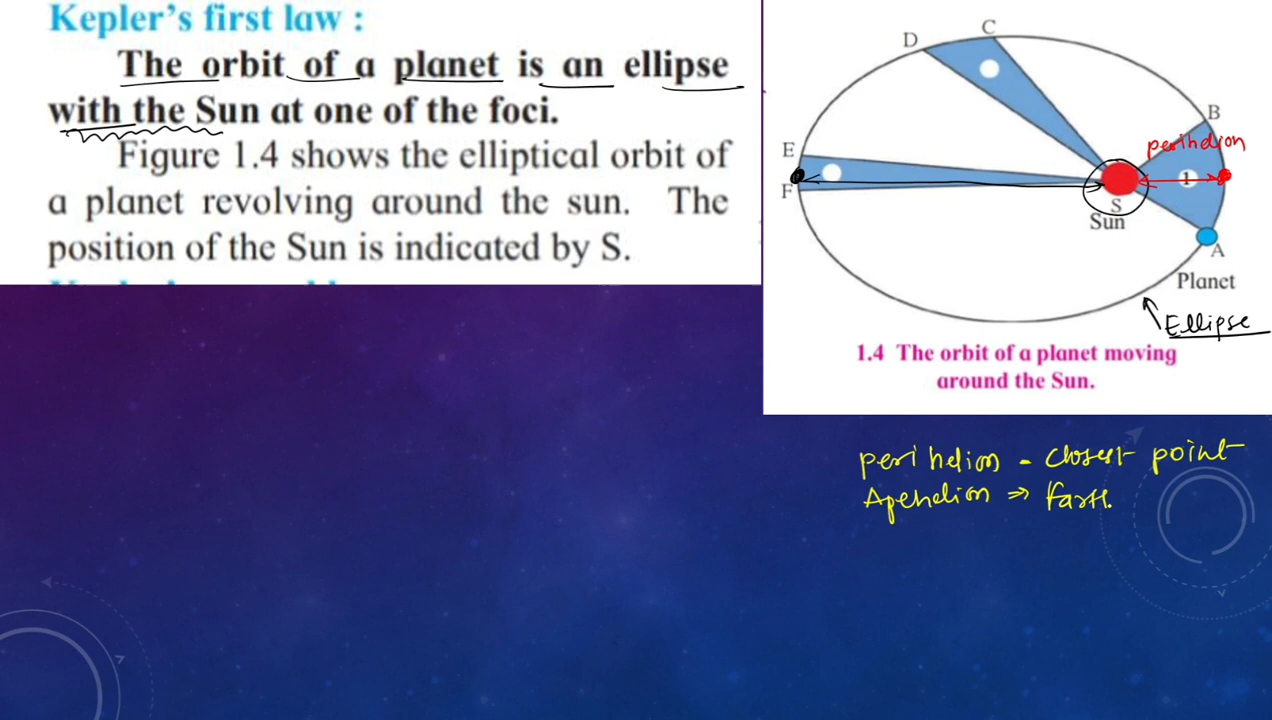 Kepler's first law :
The orbit of a planet is an ellipse
with the Sun at one of the foci.
Figure 1.4 shows the elliptical orbit of
a planet revolving around the sun. The
position of the Sun is indicated by S.
D
C
B
perihelion
E
F
1
S
Sun
A
Planet
Ellipse
1.4 The orbit of a planet moving
around the Sun.
perihelion - closest point
Apehelion ⇒ farth.